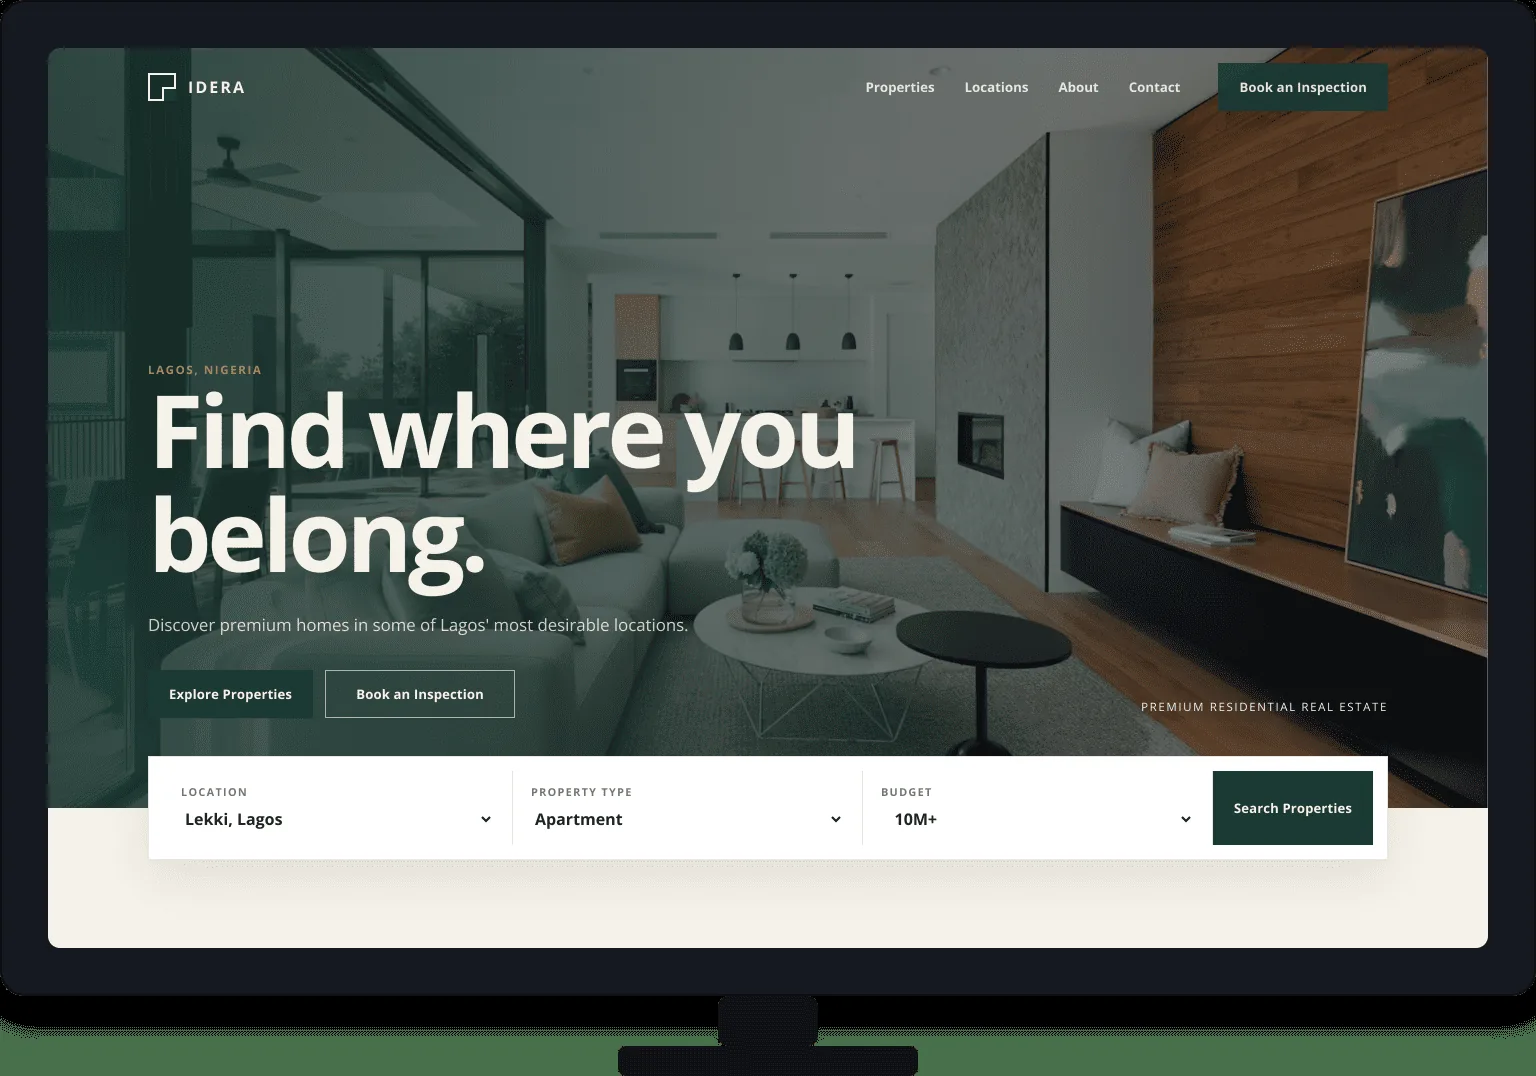 IDERA
Properties
Locations
About
Contact
Book an Inspection
LAGOS, NIGERIA
Find where you
belong.
Discover premium homes in some of Lagos' most desirable locations.
Explore Properties
Book an Inspection
PREMIUM RESIDENTIAL REAL ESTATE
LOCATION
Lekki, Lagos
PROPERTY TYPE
Apartment
BUDGET
10M+
Search Properties